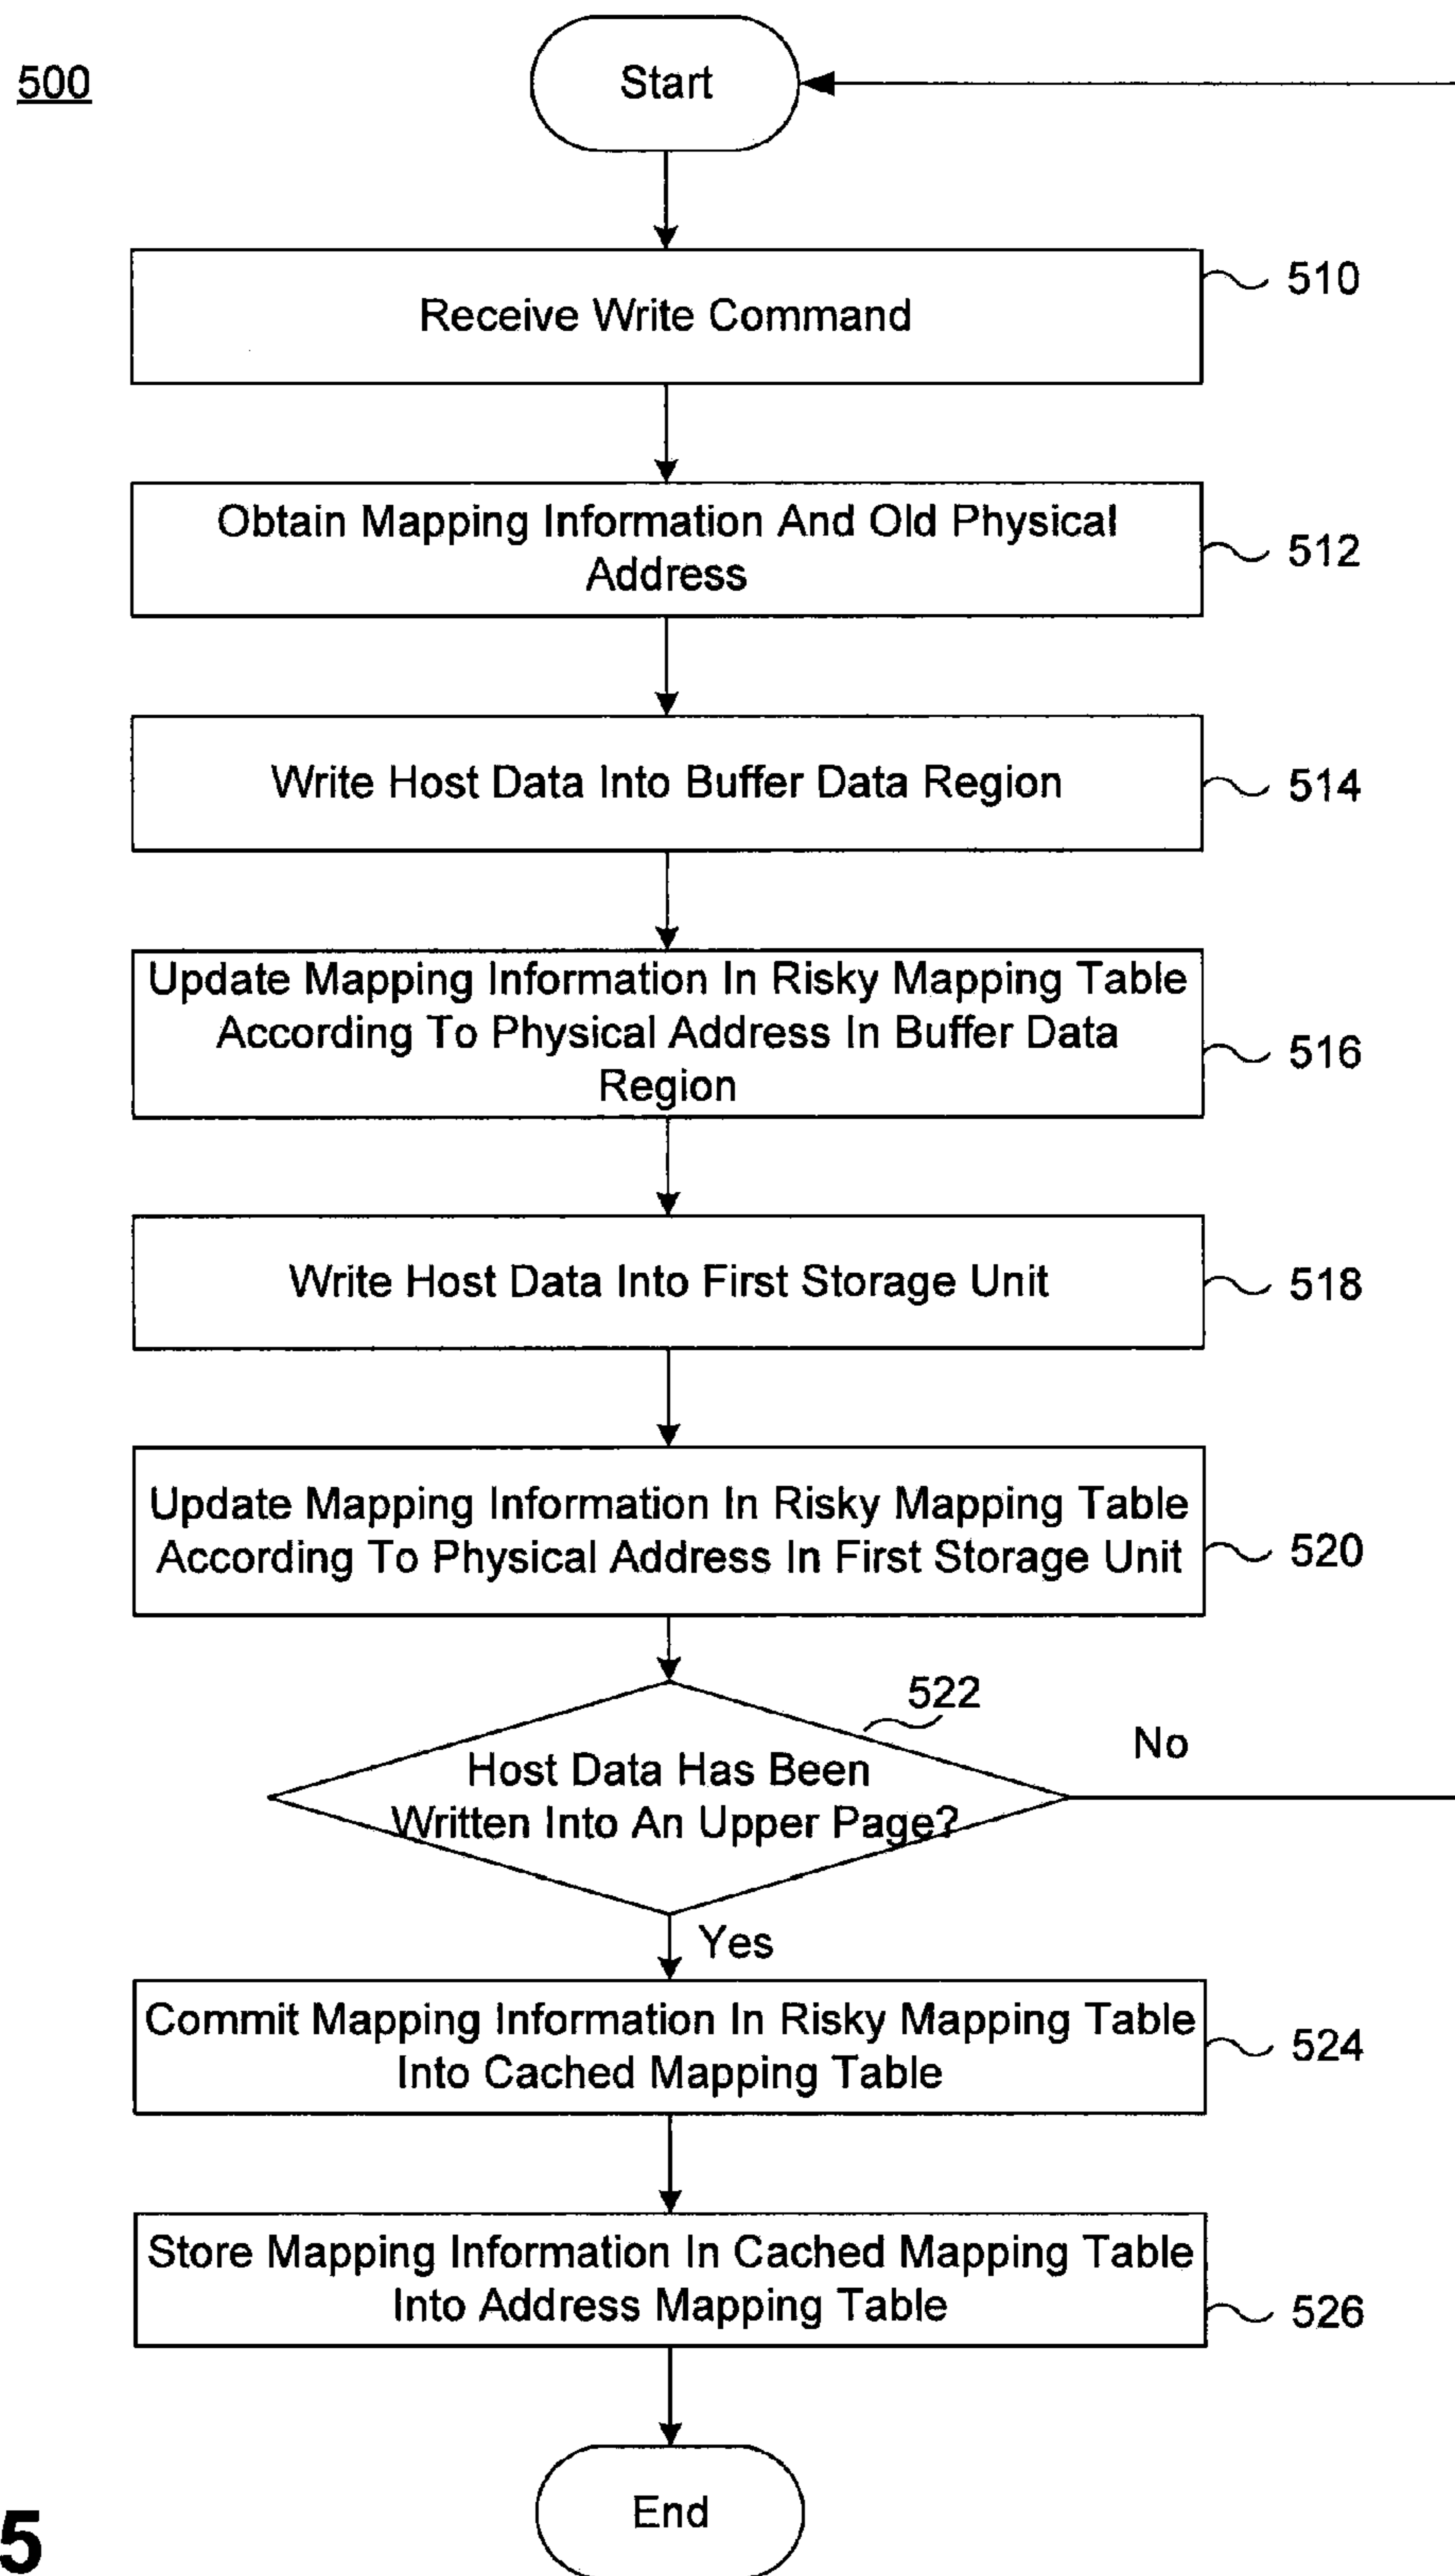 500
Start
Receive Write Command
510
Obtain Mapping Information And Old Physical
Address
512
Write Host Data Into Buffer Data Region
514
Update Mapping Information In Risky Mapping Table
According To Physical Address In Buffer Data
Region
516
Write Host Data Into First Storage Unit
518
Update Mapping Information In Risky Mapping Table
According To Physical Address In First Storage Unit
520
522
Host Data Has Been
Written Into An Upper Page?
No
Yes
Commit Mapping Information In Risky Mapping Table
Into Cached Mapping Table
524
Store Mapping Information In Cached Mapping Table
Into Address Mapping Table
526
End
5